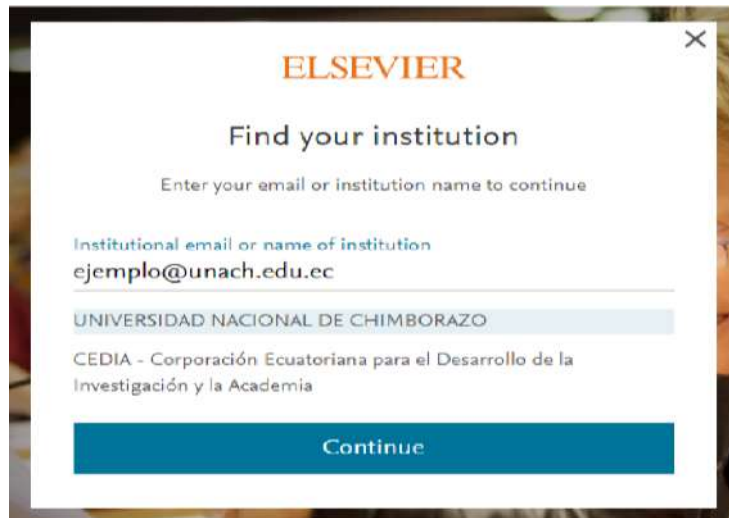 ELSEVIER
Find your institution
Enter your email or institution name to continue
Institutional email or name of institution
ejemplo@unach.edu.ec
UNIVERSIDAD NACIONAL DE CHIMBORAZO
CEDIA - Corporación Ecuatoriana para el Desarrollo de la
Investigación y la Academia
Continue